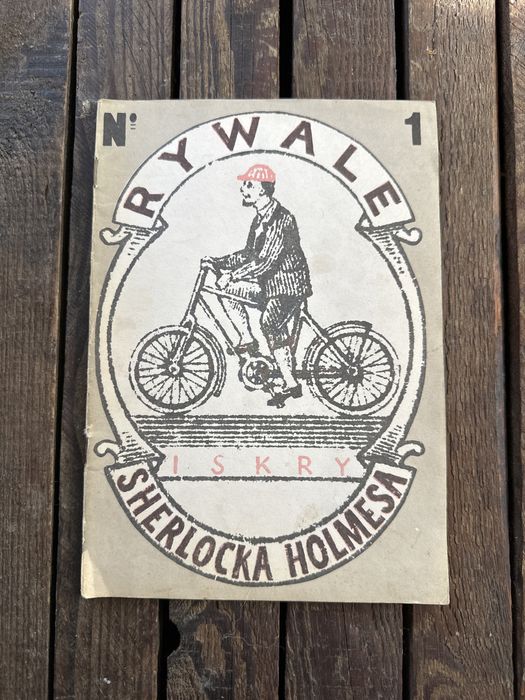 Nº 1
RYWALE
ISKRY
SHERLOCKA HOLMESA